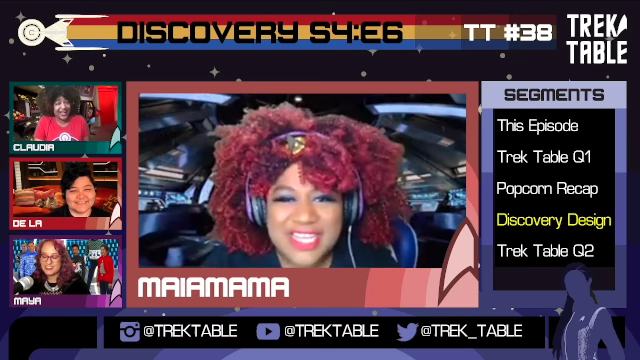 DISCOVERY S4:E6
TT #38
TREK
TABLE
SEGMENTS
This Episode
Trek Table Q1
Popcorn Recap
Discovery Design
Trek Table Q2
CLAUDIA
DE LA
MAYA
MAIAMAMA
@TREKTABLE
@TREKTABLE
@TREK_TABLE